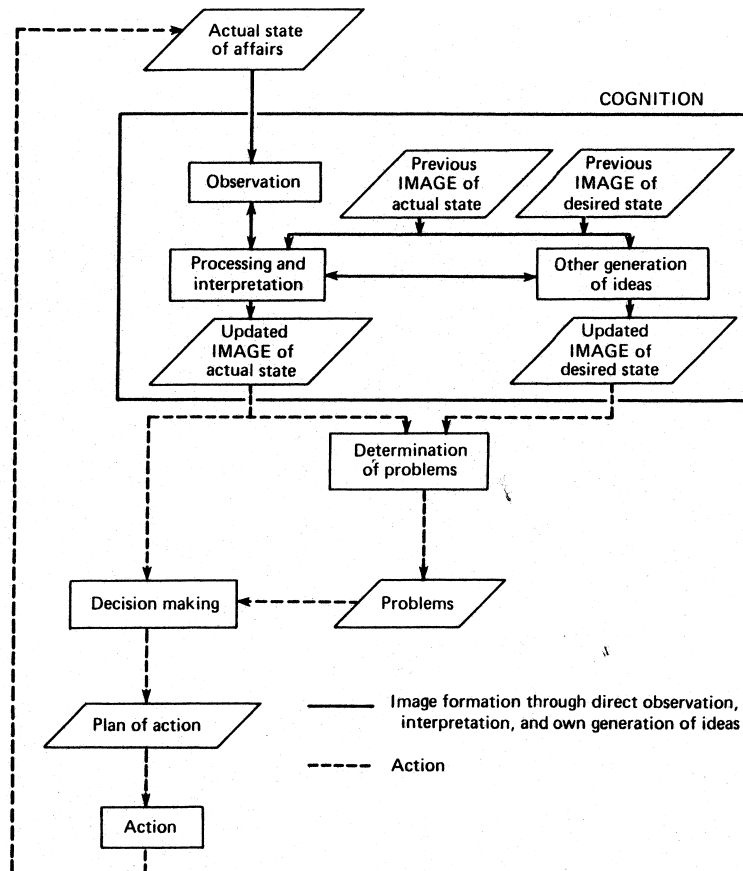 Actual state
of affairs
COGNITION
Observation
Previous
IMAGE of
actual state
Previous
IMAGE of
desired state
Processing and
interpretation
Other generation
of ideas
Updated
IMAGE of
actual state
Updated
IMAGE of
desired state
Determination
of problems
Decision making
Problems
Plan of action
Image formation through direct observation,
interpretation, and own generation of ideas
Action
Action